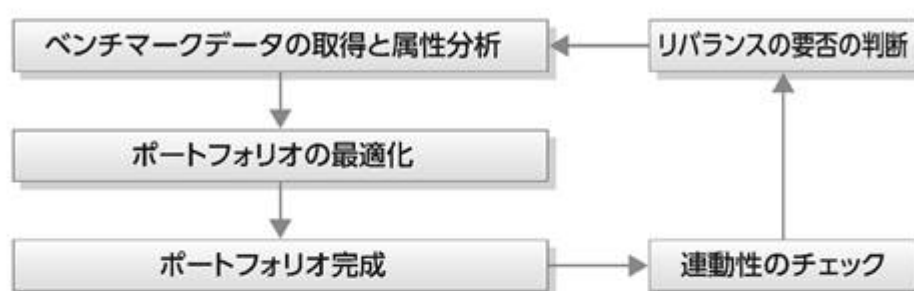 ベンチマークデータの取得と属性分析
リバランスの要否の判断
ポートフォリオの最適化
ポートフォリオ完成
連動性のチェック